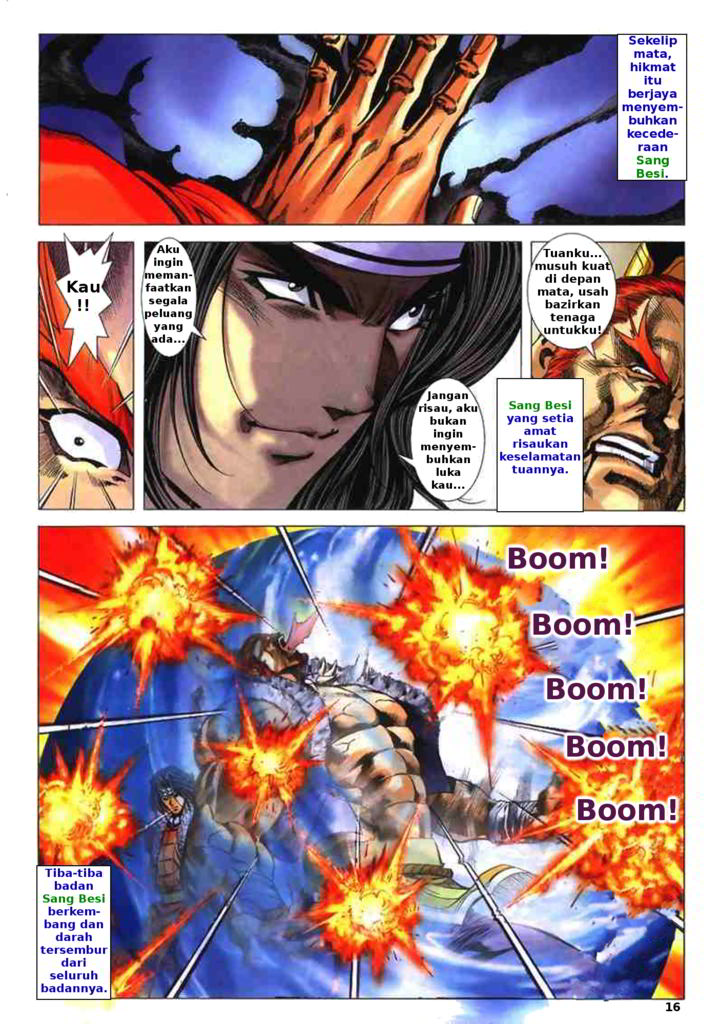 Sekelip
mata,
hikmat
itu
berjaya
menyem-
buhkan
kecede-
raan
Sang
Besi.
Kau
!!
Aku
ingin
meman-
faatkan
segala
peluang
yang
ada...
Jangan
risau, aku
bukan
ingin
menyem-
buhkan
luka
kau...
Tuanku...
musuh kuat
di depan
mata, usah
bazirkan
tenaga
untukku!
Sang Besi
yang setia
amat
risaukan
keselamatan
tuannya.
Boom!
Boom!
Boom!
Boom!
Boom!
Tiba-tiba
badan
Sang Besi
berkem-
bang dan
darah
tersembur
dari
seluruh
badannya.
16